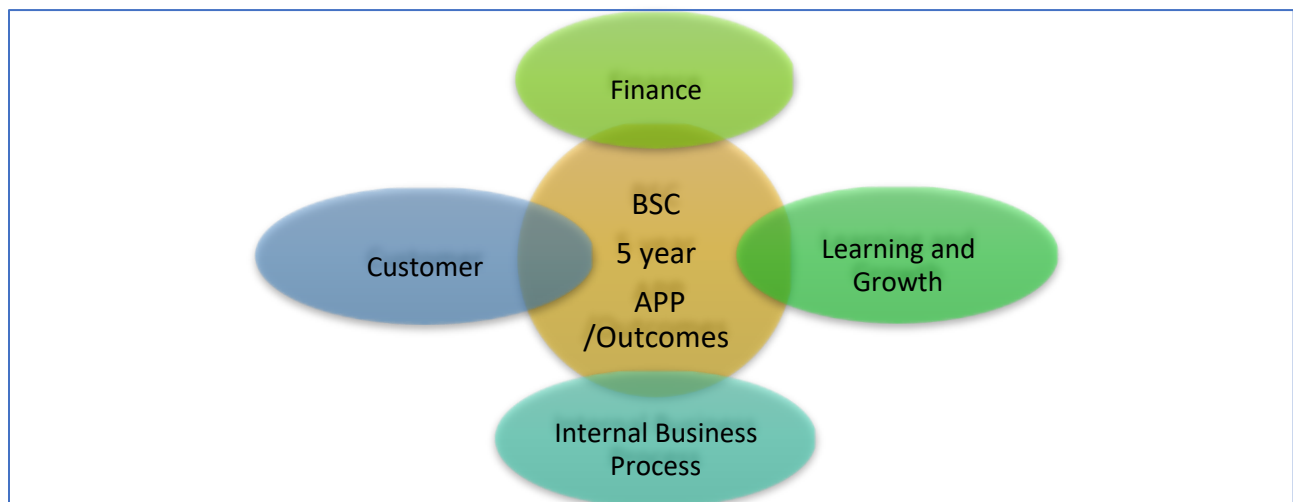 Finance
BSC
5 year
APP
/Outcomes
Customer
Learning and
Growth
Internal Business
Process